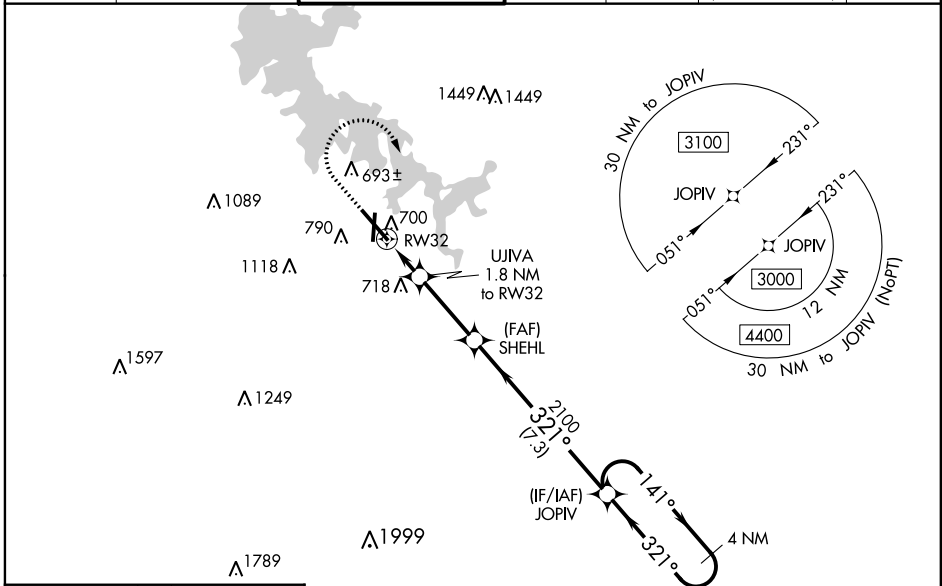 1449 1449
30 NM to JOPIV
3100
231°
JOPIV
051°
693±
1089
790
700
RW32
1118
718
UJIVA
1.8 NM
to RW32
231°
JOPIV
051°
3000
12 NM
4400
30 NM to JOPIV (NoPT)
(FAF)
SHEHL
1597
1249
2100
321°
(7.3)
(IF/IAF)
JOPIV
141°
321°
4 NM
1999
1789